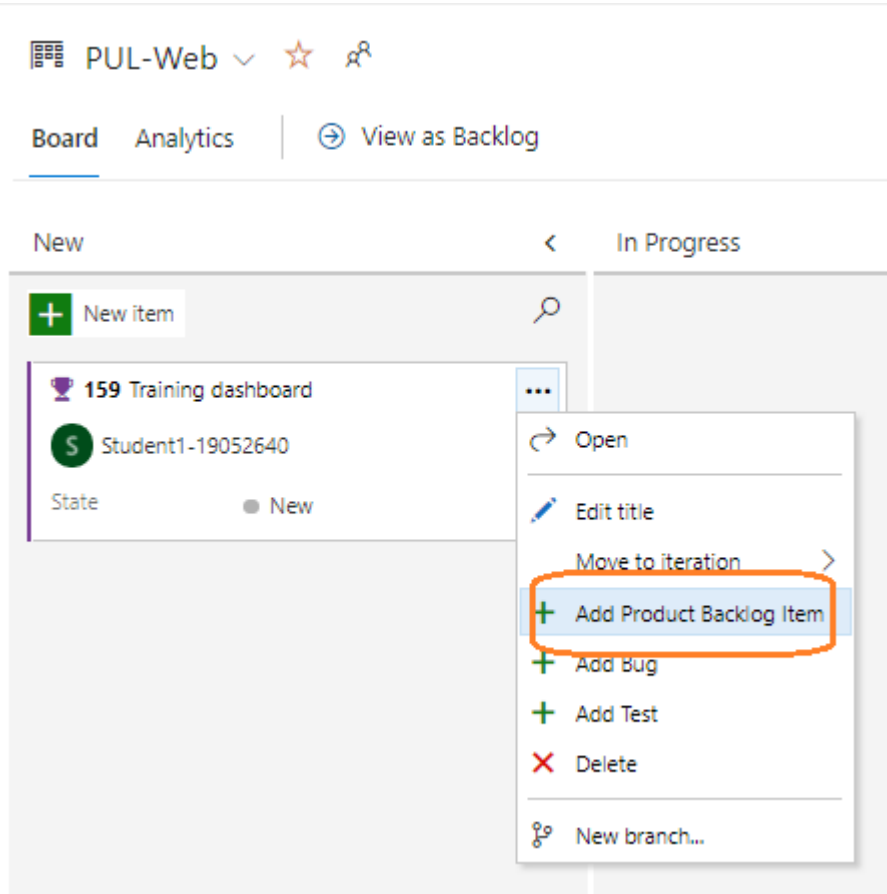 PUL-Web
Board Analytics View as Backlog
New In Progress
New item
159 Training dashboard
S Student1-19052640
State New
Open
Edit title
Move to iteration
Add Product Backlog Item
Add Bug
Add Test
Delete
New branch...